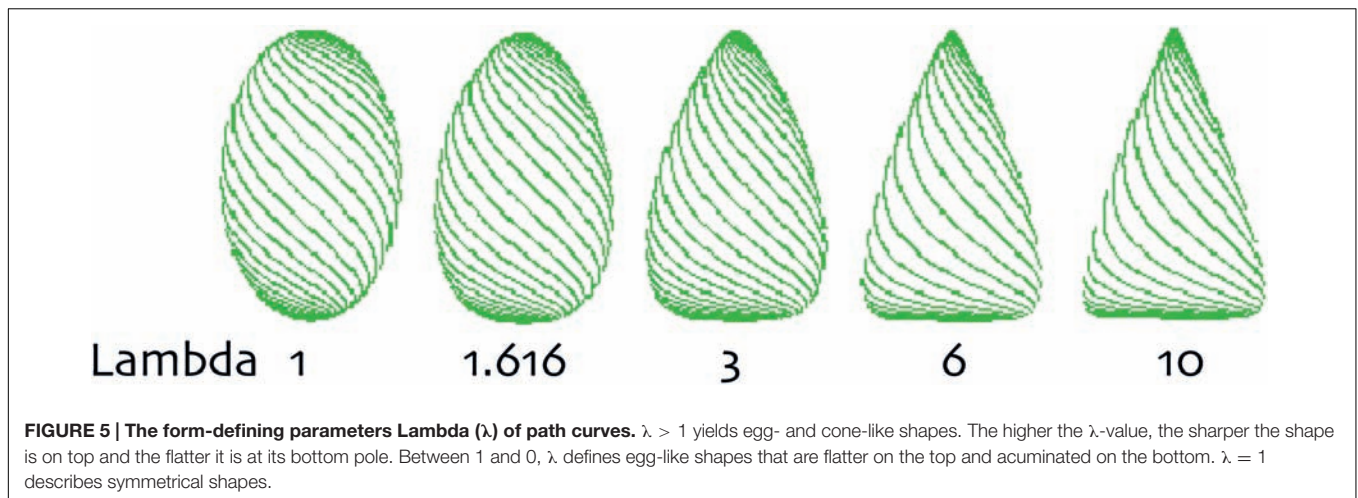 Lambda 1 1.616 3 6 10
FIGURE 5 | The form-defining parameters Lambda (λ) of path curves. λ > 1 yields egg- and cone-like shapes. The higher the λ-value, the sharper the shape
is on top and the flatter it is at its bottom pole. Between 1 and 0, λ defines egg-like shapes that are flatter on the top and acuminated on the bottom. λ = 1
describes symmetrical shapes.